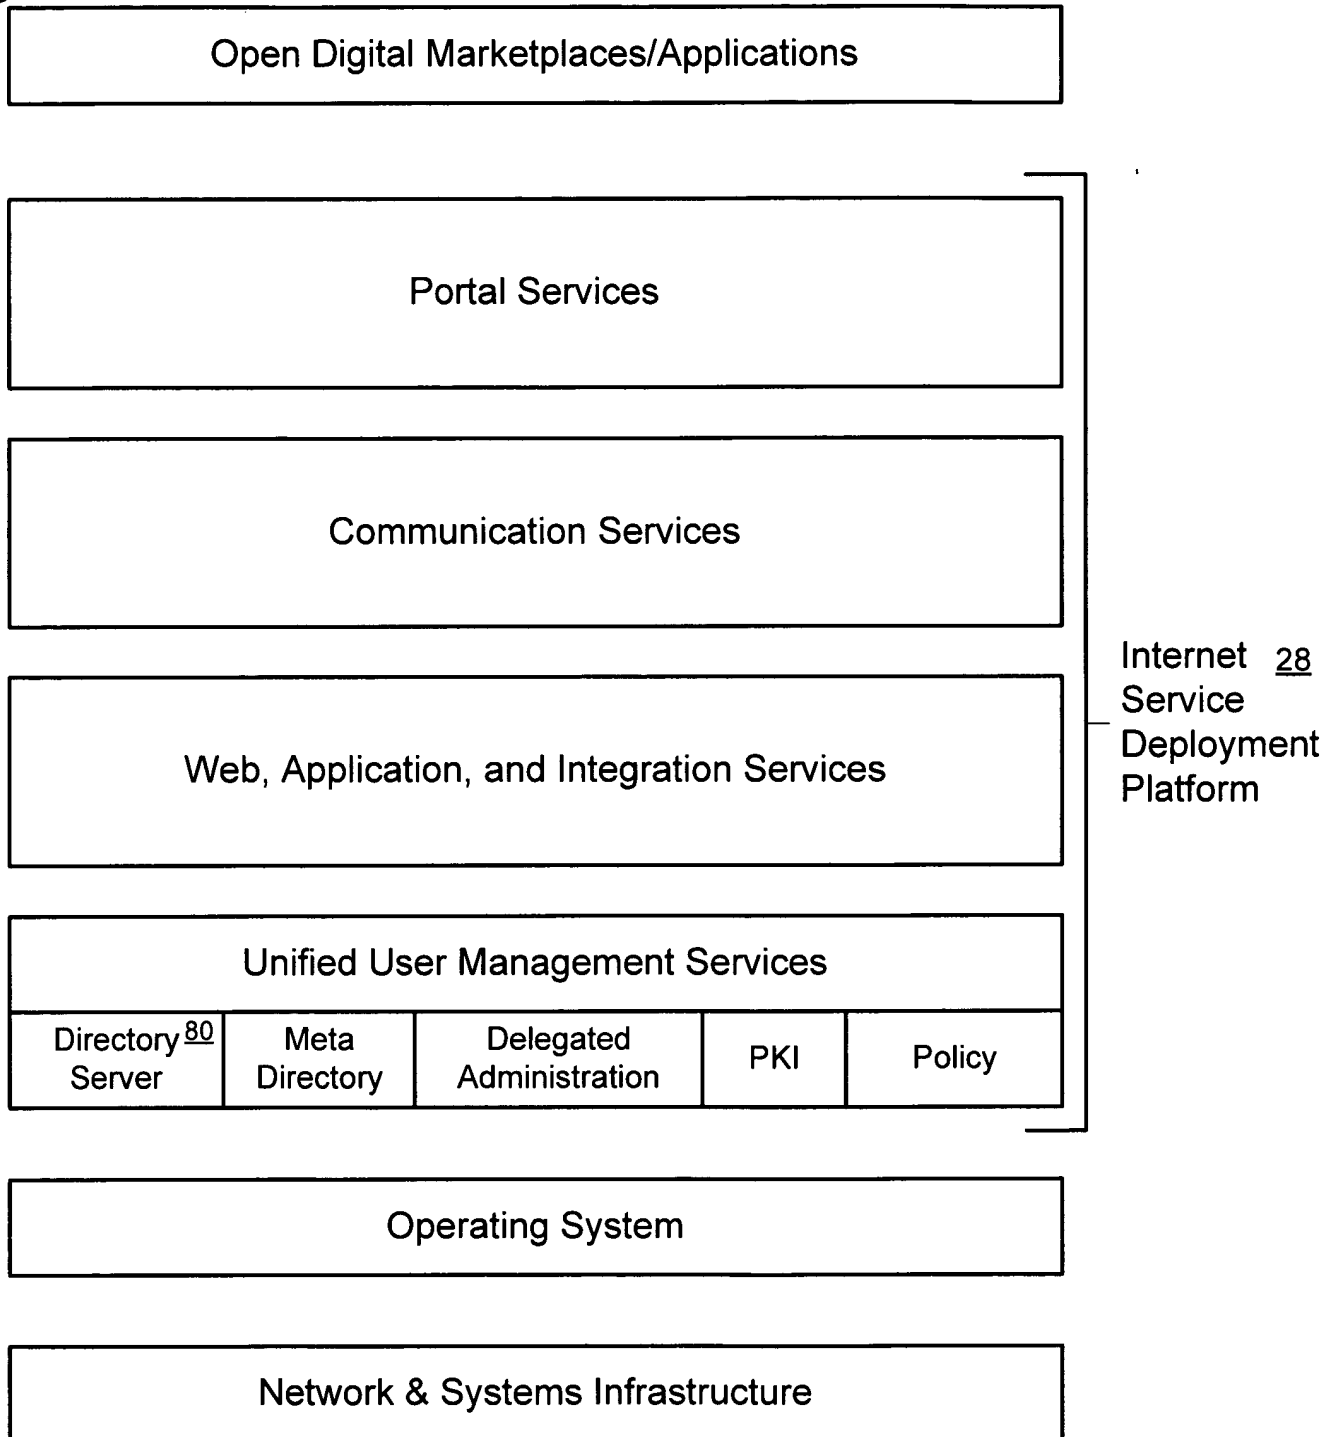 Open Digital Marketplaces/Applications
Portal Services
Communication Services
Web, Application, and Integration Services
Internet 28
Service
Deployment
Platform
Unified User Management Services
Directory 80
Server
Meta
Directory
Delegated
Administration
PKI
Policy
Operating System
Network & Systems Infrastructure